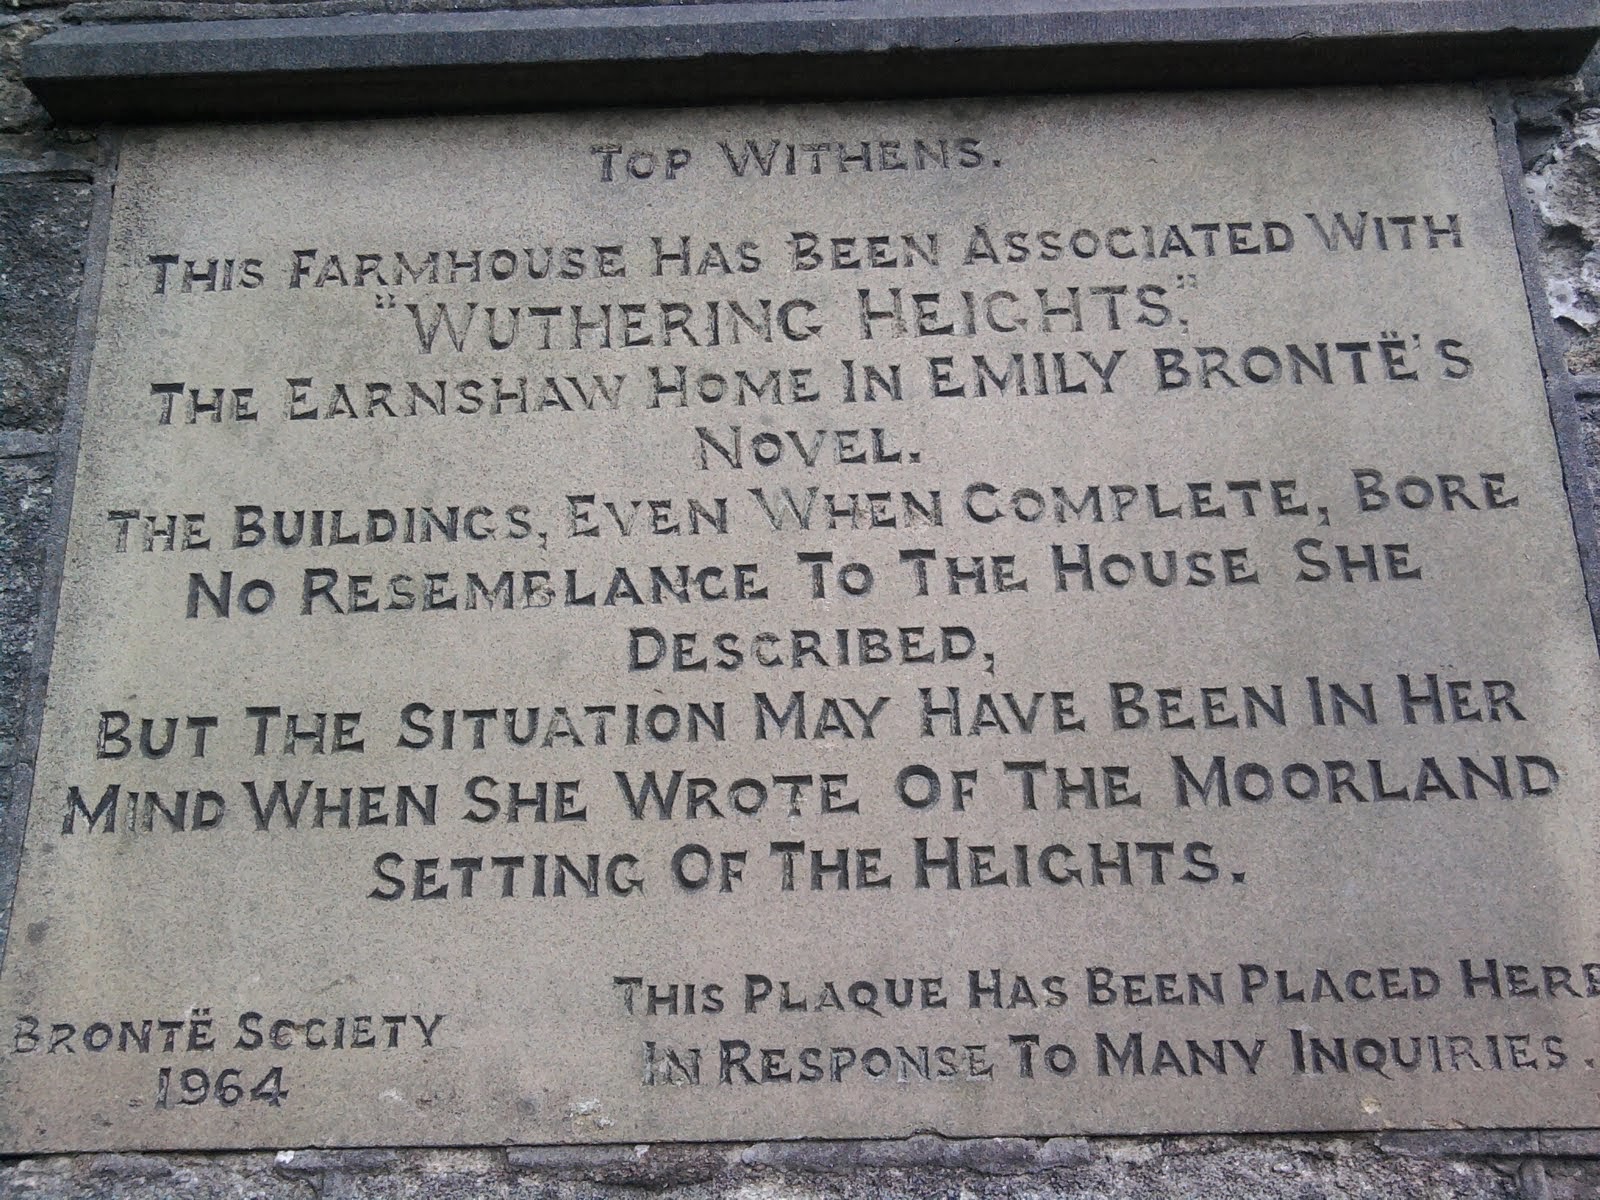 TOP WITHENS.
THIS FARMHOUSE HAS BEEN ASSOCIATED WITH
"WUTHERING HEIGHTS",
THE EARNSHAW HOME IN EMILY BRONTË'S
NOVEL.
THE BUILDINGS, EVEN WHEN COMPLETE, BORE
NO RESEMBLANCE TO THE HOUSE SHE
DESCRIBED,
BUT THE SITUATION MAY HAVE BEEN IN HER
MIND WHEN SHE WROTE OF THE MOORLAND
SETTING OF THE HEIGHTS.
BRONTË SOCIETY
1964
THIS PLAQUE HAS BEEN PLACED HERE
IN RESPONSE TO MANY INQUIRIES.